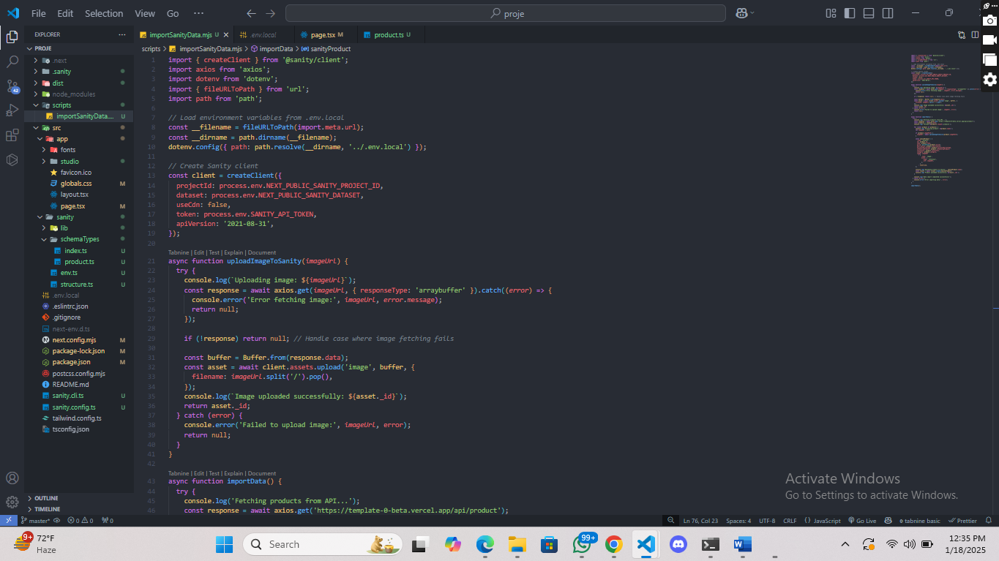 File Edit Selection View Go ··· proje
EXPLORER ···
PROJE
.next
.sanity
dist
node_modules
scripts
importSanityData.... U
src
app
fonts
studio
favicon.ico
globals.css M
layout.tsx
page.tsx M
sanity
lib
schemaTypes
index.ts U
product.ts U
env.ts U
structure.ts U
.env.local
.eslintrc.json
.gitignore
next-env.d.ts
next.config.mjs M
package-lock.json M
package.json M
postcss.config.mjs
README.md
sanity.cli.ts U
sanity.config.ts U
tailwind.config.ts
tsconfig.json
OUTLINE
TIMELINE
importSanityData.mjs U .env.local page.tsx M product.ts U
scripts > importSanityData.mjs > importData > sanityProduct
1 import { createClient } from '@sanity/client';
2 import axios from 'axios';
3 import dotenv from 'dotenv';
4 import { fileURLToPath } from 'url';
5 import path from 'path';
6
7 // Load environment variables from .env.local
8 const __filename = fileURLToPath(import.meta.url);
9 const __dirname = path.dirname(__filename);
10 dotenv.config({ path: path.resolve(__dirname, '../.env.local') });
11
12 // Create Sanity client
13 const client = createClient({
14 projectId: process.env.NEXT_PUBLIC_SANITY_PROJECT_ID,
15 dataset: process.env.NEXT_PUBLIC_SANITY_DATASET,
16 useCdn: false,
17 token: process.env.SANITY_API_TOKEN,
18 apiVersion: '2021-08-31',
19 });
20
Tabnine | Edit | Test | Explain | Document
21 async function uploadImageToSanity(imageUrl) {
22 try {
23 console.log(`Uploading image: ${imageUrl}`);
24 const response = await axios.get(imageUrl, { responseType: 'arraybuffer' }).catch((error) => {
25 console.error('Error fetching image:', imageUrl, error.message);
26 return null;
27 });
28
29 if (!response) return null; // Handle case where image fetching fails
30
31 const buffer = Buffer.from(response.data);
32 const asset = await client.assets.upload('image', buffer, {
33 filename: imageUrl.split('/').pop(),
34 });
35 console.log(`Image uploaded successfully: ${asset._id}`);
36 return asset._id;
37 } catch (error) {
38 console.error('Failed to upload image:', imageUrl, error);
39 return null;
40 }
41 }
42
Tabnine | Edit | Test | Explain | Document
43 async function importData() {
44 try {
45 console.log('Fetching products from API...');
46 const response = await axios.get('https://template-0-beta.vercel.app/api/product');
Activate Windows
Go to Settings to activate Windows.
42
master* 0 0 0 Ln 76, Col 23 Spaces: 4 UTF-8 CRLF {} JavaScript Go Live tabnine basic Prettier
9+ 72°F
Haze
Search
99+
12:35 PM
1/18/2025